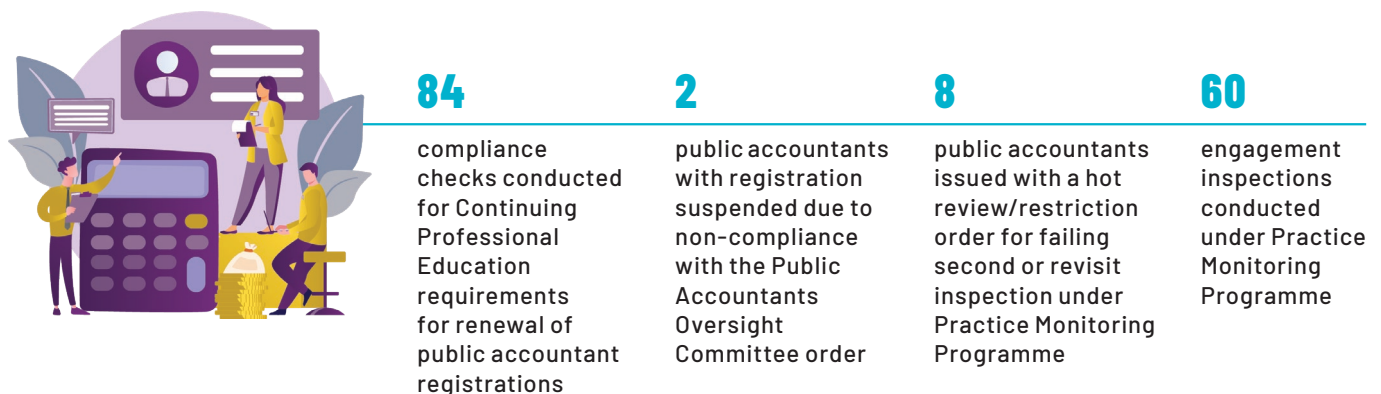 84
compliance
checks conducted
for Continuing
Professional
Education
requirements
for renewal of
public accountant
registrations
2
public accountants
with registration
suspended due to
non-compliance
with the Public
Accountants
Oversight
Committee order
8
public accountants
issued with a hot
review/restriction
order for failing
second or revisit
inspection under
Practice Monitoring
Programme
60
engagement
inspections
conducted
under Practice
Monitoring
Programme